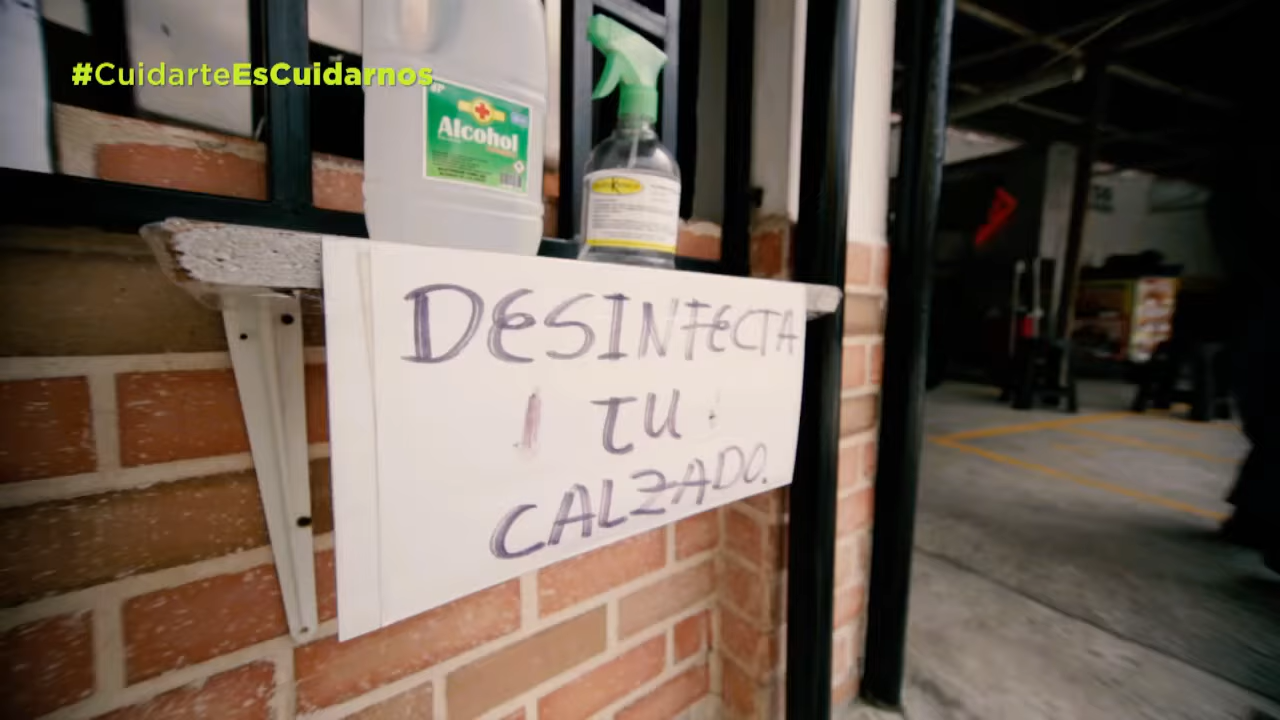 #CuidarteEsCuidarnos
Alcohol
DESINFECTA
TU
CALZADO.